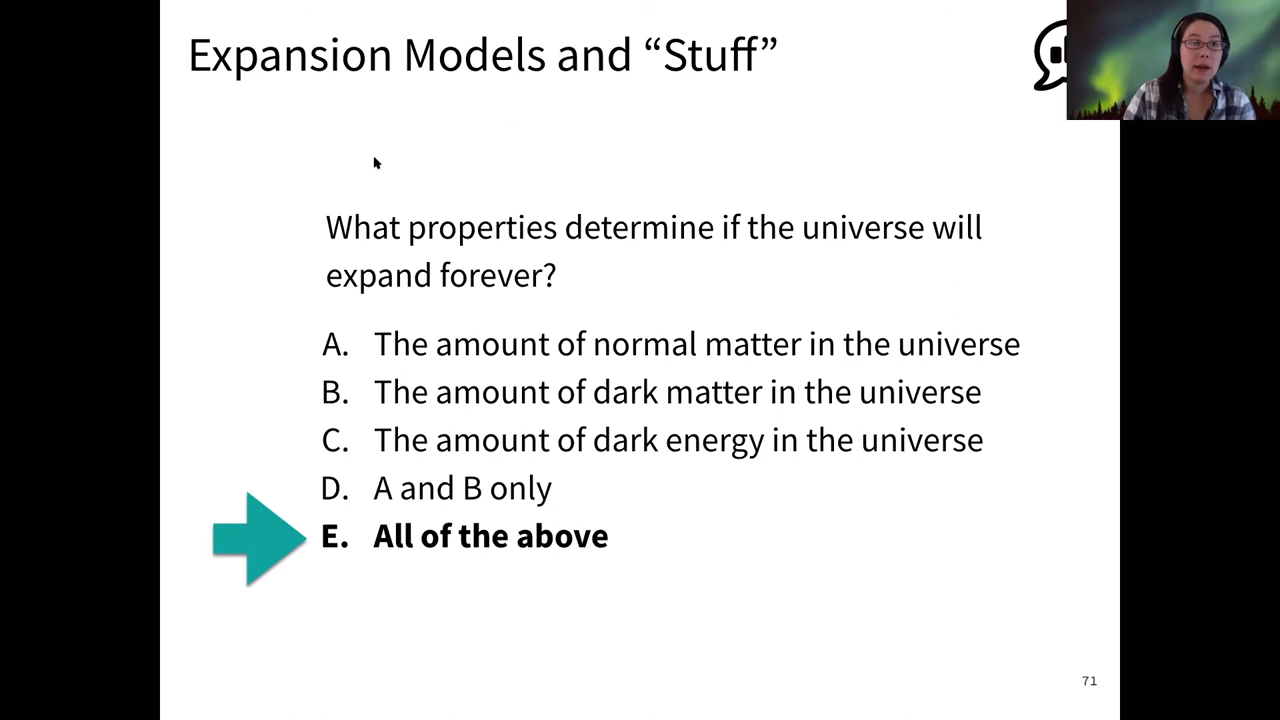 Expansion Models and “Stuff”
What properties determine if the universe will
expand forever?
A. The amount of normal matter in the universe
B. The amount of dark matter in the universe
C. The amount of dark energy in the universe
D. A and B only
E. All of the above
71